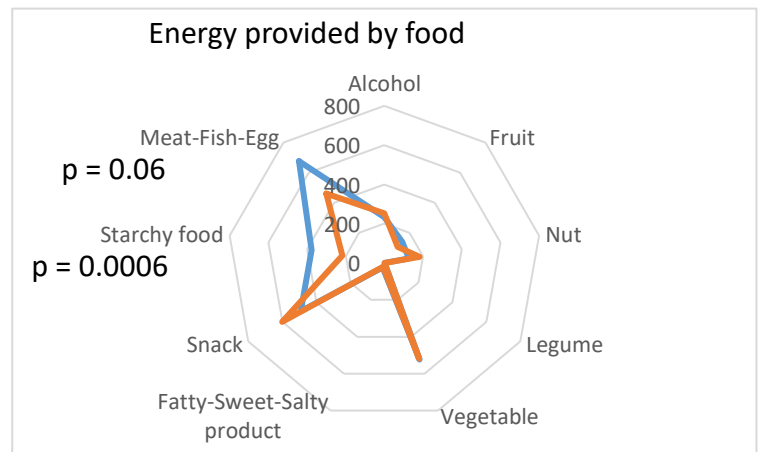 Energy provided by food
Alcohol
800
600
400
200
0
Fruit
Nut
Legume
Vegetable
Fatty-Sweet-Salty
product
Snack
Starchy food
p = 0.0006
Meat-Fish-Egg
p = 0.06